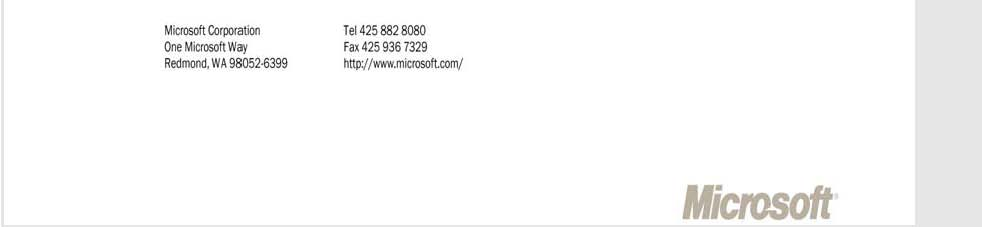 Microsoft Corporation
One Microsoft Way
Redmond, WA 98052-6399
Tel 425 882 8080
Fax 425 936 7329
http://www.microsoft.com/
Microsoft®